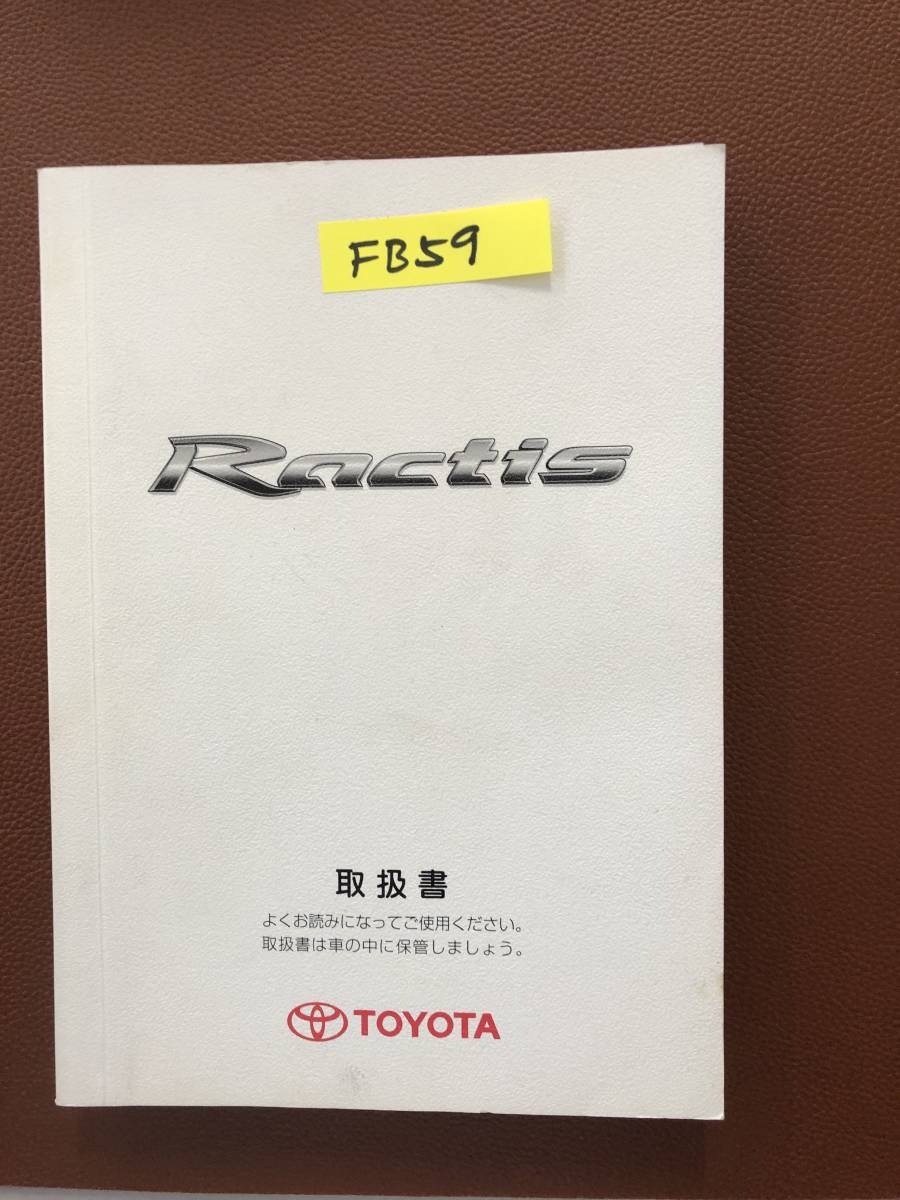 FB59
Ractis
取扱書
よくお読みになってご使用ください。
取扱書は車の中に保管しましょう。
TOYOTA